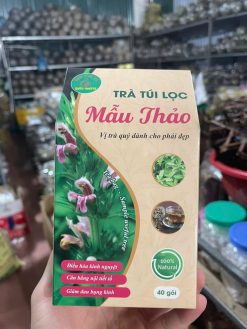 TRÀ TÚI LỌC
Mẫu Thảo
Vị trà quý dành cho phái đẹp
Điều hòa kinh nguyệt
Cân bằng nội tiết tố
Giảm đau bụng kinh
100%
Natural
40 gói